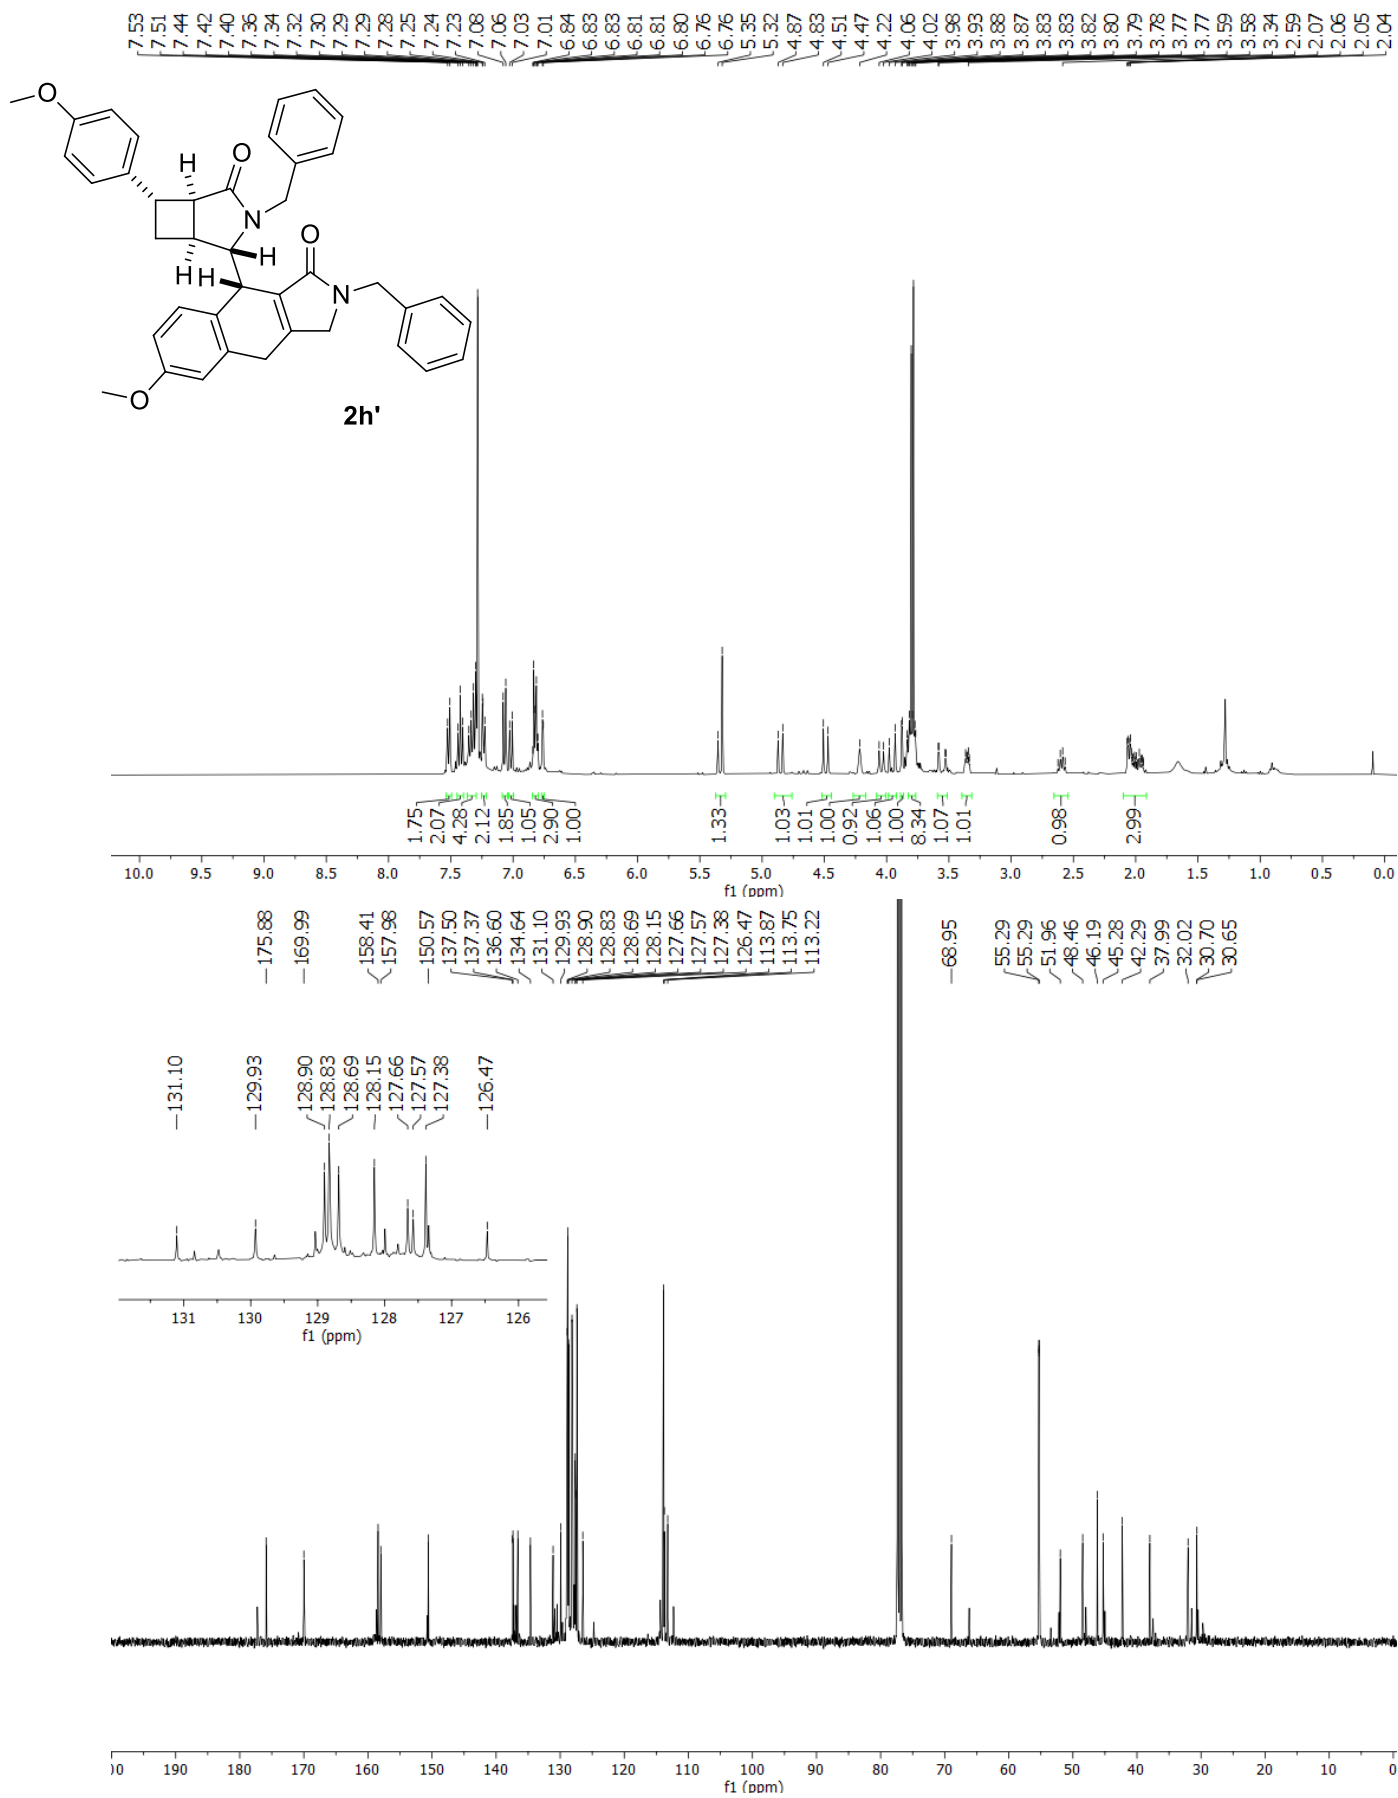 7.53 7.51 7.44 7.42 7.40 7.36 7.34 7.32 7.30 7.29 7.29 7.28 7.25 7.24 7.23 7.08 7.06 7.03 7.01 6.84 6.83 6.83 6.81 6.81 6.80 6.76 6.76 5.35 5.32 4.87 4.83 4.51 4.47 4.22 4.06 4.02 3.98 3.93 3.88 3.87 3.83 3.83 3.82 3.80 3.79 3.78 3.77 3.77 3.59 3.58 3.34 2.59 2.07 2.06 2.05 2.04
O
H O
N
H O
H H
N
O
2h'
1.75 2.07 4.28 2.12 1.85 1.05 2.90 1.00 1.33 1.03 1.01 1.00 0.92 1.06 1.00 8.34 1.07 1.01 0.98 2.99
10.0 9.5 9.0 8.5 8.0 7.5 7.0 6.5 6.0 5.5 5.0 4.5 4.0 3.5 3.0 2.5 2.0 1.5 1.0 0.5 0.0
f1 (ppm)
175.88 169.99 158.41 157.98 150.57 137.50 137.37 136.60 134.64 131.10 129.93 128.90 128.83 128.69 128.15 127.66 127.57 127.38 126.47 113.87 113.75 113.22 68.95 55.29 55.29 51.96 48.46 46.19 45.28 42.29 37.99 32.02 30.70 30.65
131.10 129.93 128.90 128.83 128.69 128.15 127.66 127.57 127.38 126.47
131 130 129 128 127 126
f1 (ppm)
00 190 180 170 160 150 140 130 120 110 100 90 80 70 60 50 40 30 20 10 0
f1 (ppm)